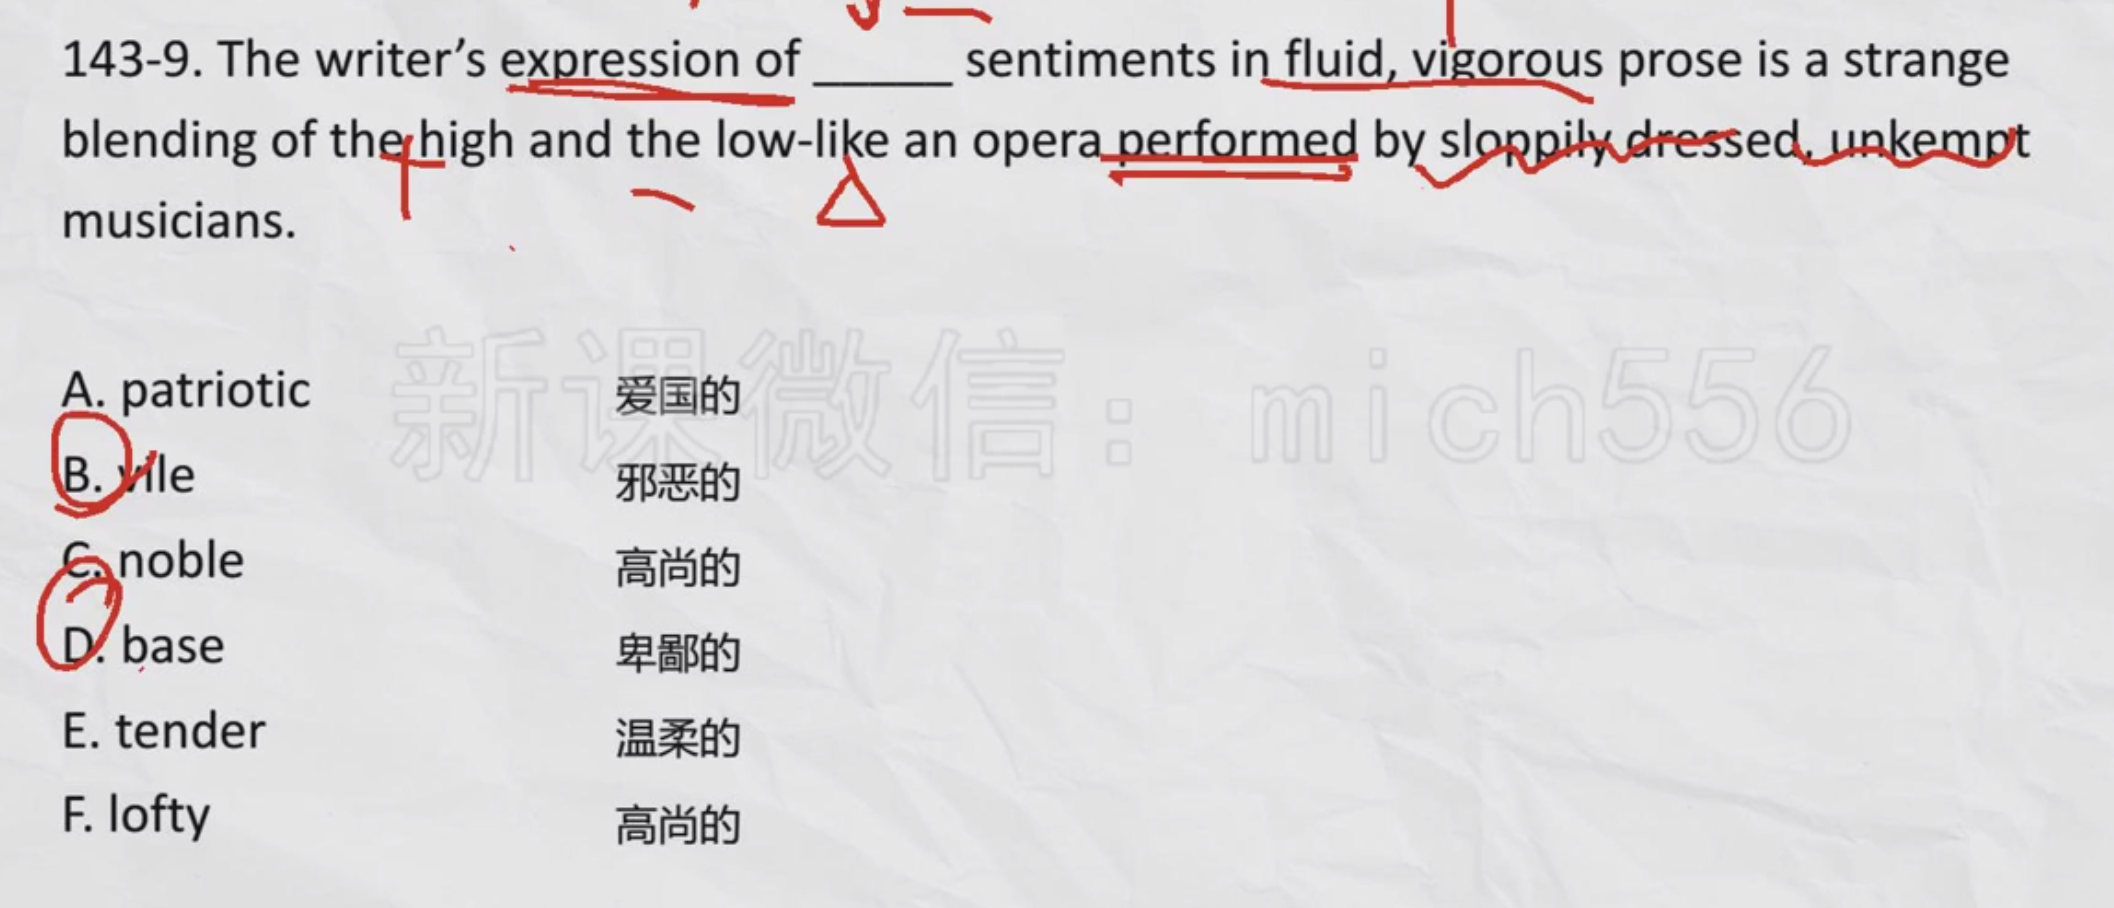 143-9. The writer’s expression of _____ sentiments in fluid, vigorous prose is a strange
blending of the high and the low-like an opera performed by sloppily dressed, unkempt
musicians.
新课微信：mich556
A. patriotic 爱国的
B. vile 邪恶的
C. noble 高尚的
D. base 卑鄙的
E. tender 温柔的
F. lofty 高尚的